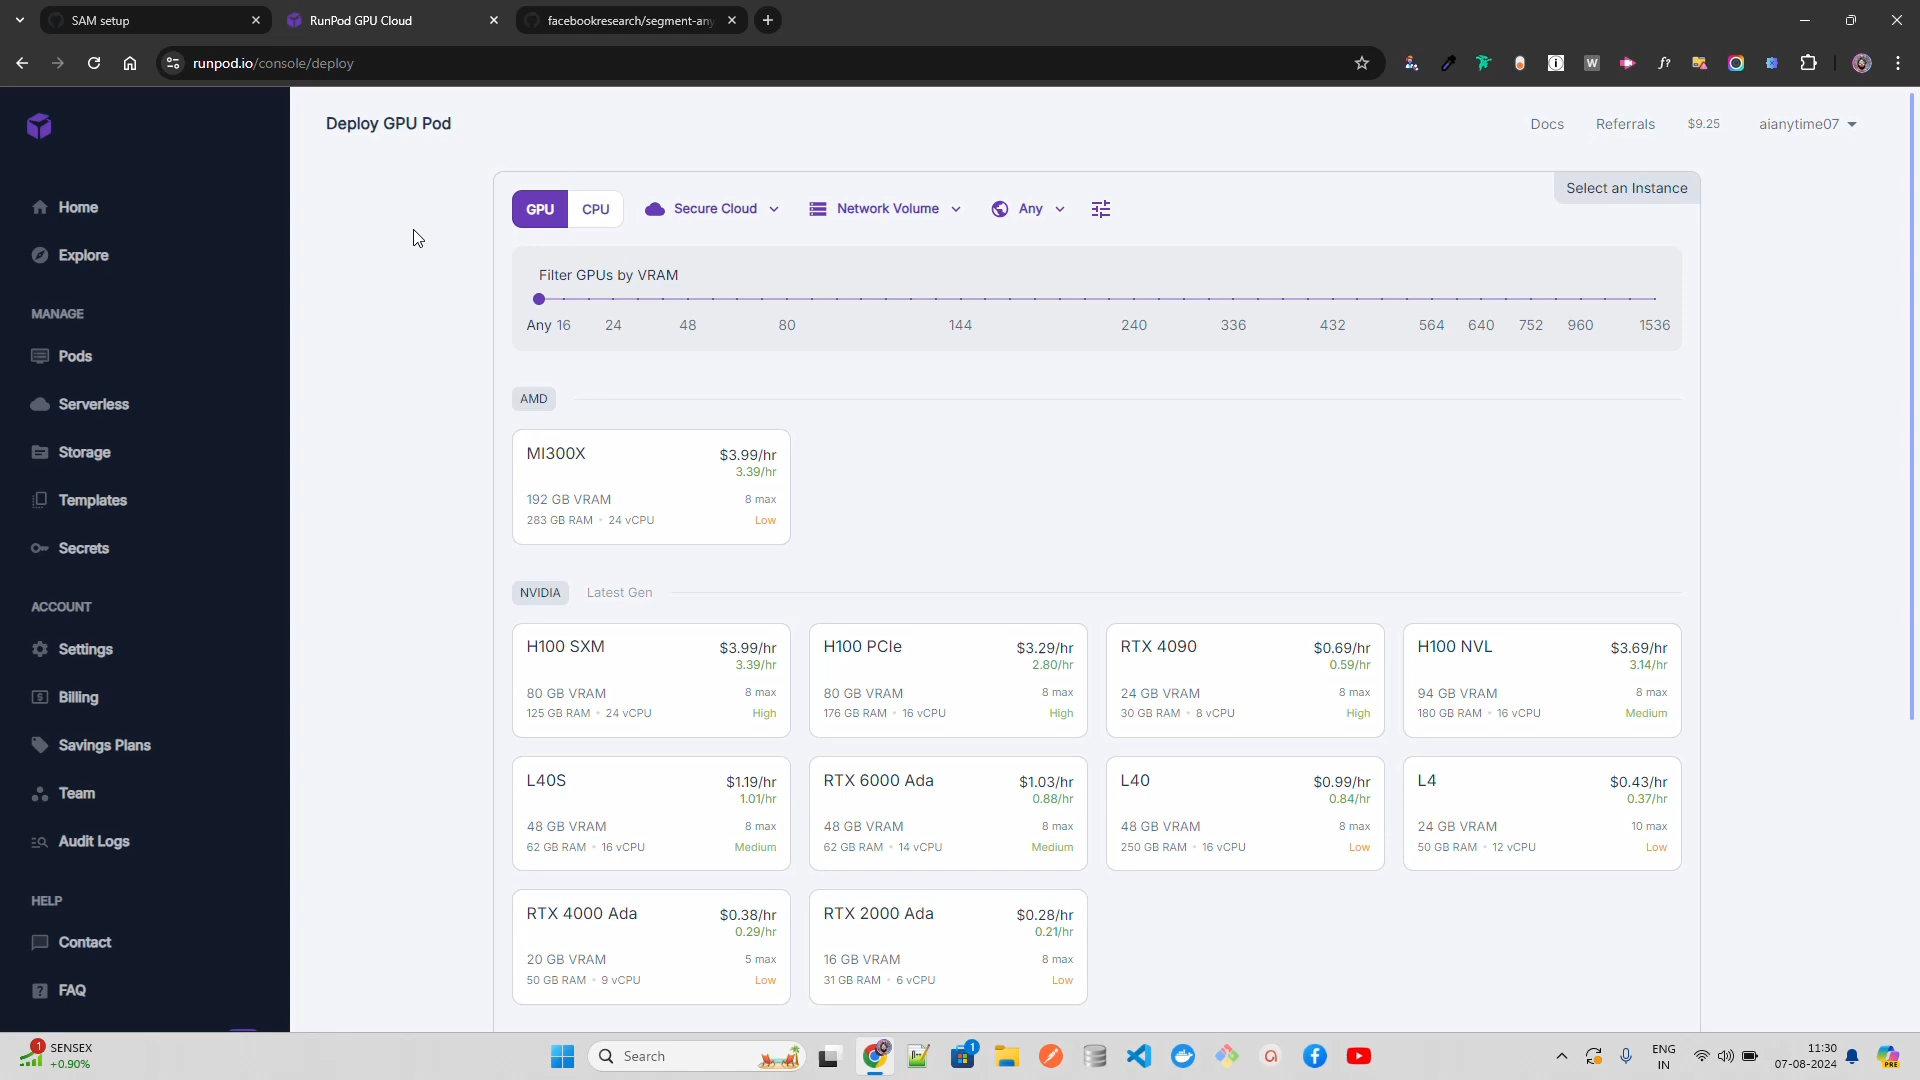 SAM setup
RunPod GPU Cloud
facebookresearch/segment-any
runpod.io/console/deploy
Deploy GPU Pod
Docs
Referrals
$9.25
aianytime07
Home
Explore
MANAGE
Pods
Serverless
Storage
Templates
Secrets
ACCOUNT
Settings
Billing
Savings Plans
Team
Audit Logs
HELP
Contact
FAQ
Select an Instance
GPU
CPU
Secure Cloud
Network Volume
Any
Filter GPUs by VRAM
Any 16 24 48 80 144 240 336 432 564 640 752 960 1536
AMD
MI300X $3.99/hr
3.39/hr
192 GB VRAM 8 max
283 GB RAM • 24 vCPU Low
NVIDIA Latest Gen
H100 SXM $3.99/hr
3.39/hr
80 GB VRAM 8 max
125 GB RAM • 24 vCPU High
H100 PCIe $3.29/hr
2.80/hr
80 GB VRAM 8 max
176 GB RAM • 16 vCPU High
RTX 4090 $0.69/hr
0.59/hr
24 GB VRAM 8 max
30 GB RAM • 8 vCPU High
H100 NVL $3.69/hr
3.14/hr
94 GB VRAM 8 max
180 GB RAM • 16 vCPU Medium
L40S $1.19/hr
1.01/hr
48 GB VRAM 8 max
62 GB RAM • 16 vCPU Medium
RTX 6000 Ada $1.03/hr
0.88/hr
48 GB VRAM 8 max
62 GB RAM • 14 vCPU Medium
L40 $0.99/hr
0.84/hr
48 GB VRAM 8 max
250 GB RAM • 16 vCPU Low
L4 $0.43/hr
0.37/hr
24 GB VRAM 10 max
50 GB RAM • 12 vCPU Low
RTX 4000 Ada $0.38/hr
0.29/hr
20 GB VRAM 5 max
50 GB RAM • 9 vCPU Low
RTX 2000 Ada $0.28/hr
0.21/hr
16 GB VRAM 8 max
31 GB RAM • 6 vCPU Low
1
SENSEX
+0.90%
Search
1
ENG
IN
11:30
07-08-2024
PRE